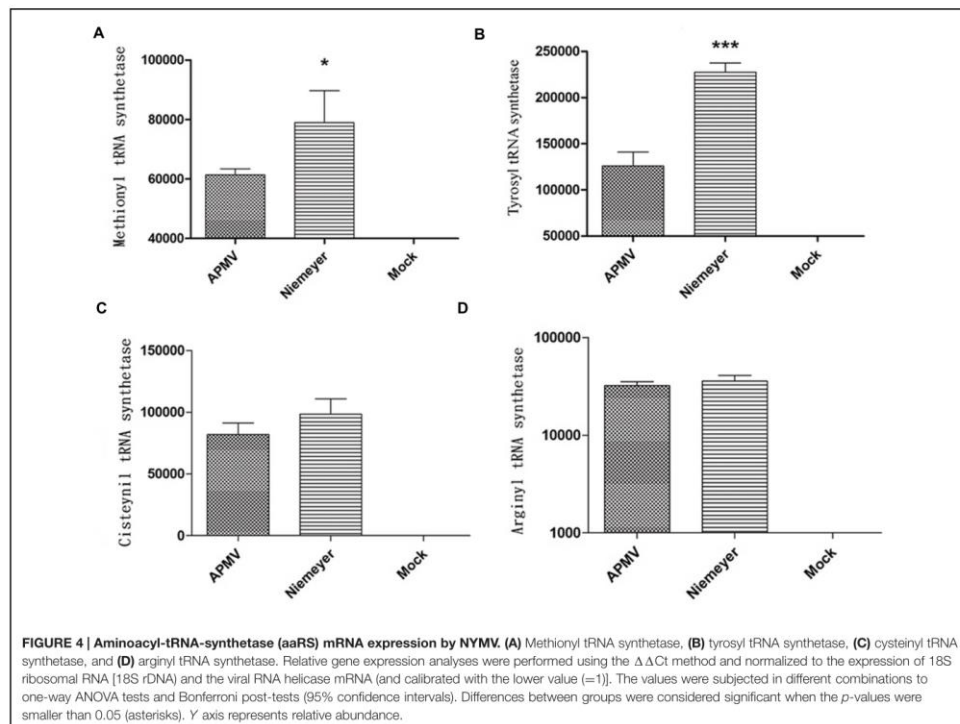 A
Methionyl tRNA synthetase
100000
80000
60000
40000
*
APMV
Niemeyer
Mock
B
Tyrosyl tRNA synthetase
250000
200000
150000
100000
50000
***
APMV
Niemeyer
Mock
C
Cisteynil tRNA synthetase
150000
100000
50000
0
APMV
Niemeyer
Mock
D
Arginyl tRNA synthetase
100000
10000
1000
APMV
Niemeyer
Mock
FIGURE 4 | Aminoacyl-tRNA-synthetase (aaRS) mRNA expression by NYMV. (A) Methionyl tRNA synthetase, (B) tyrosyl tRNA synthetase, (C) cysteinyl tRNA
synthetase, and (D) arginyl tRNA synthetase. Relative gene expression analyses were performed using the ΔΔCt method and normalized to the expression of 18S
ribosomal RNA [18S rDNA) and the viral RNA helicase mRNA (and calibrated with the lower value (=1)]. The values were subjected in different combinations to
one-way ANOVA tests and Bonferroni post-tests (95% confidence intervals). Differences between groups were considered significant when the p-values were
smaller than 0.05 (asterisks). Y axis represents relative abundance.